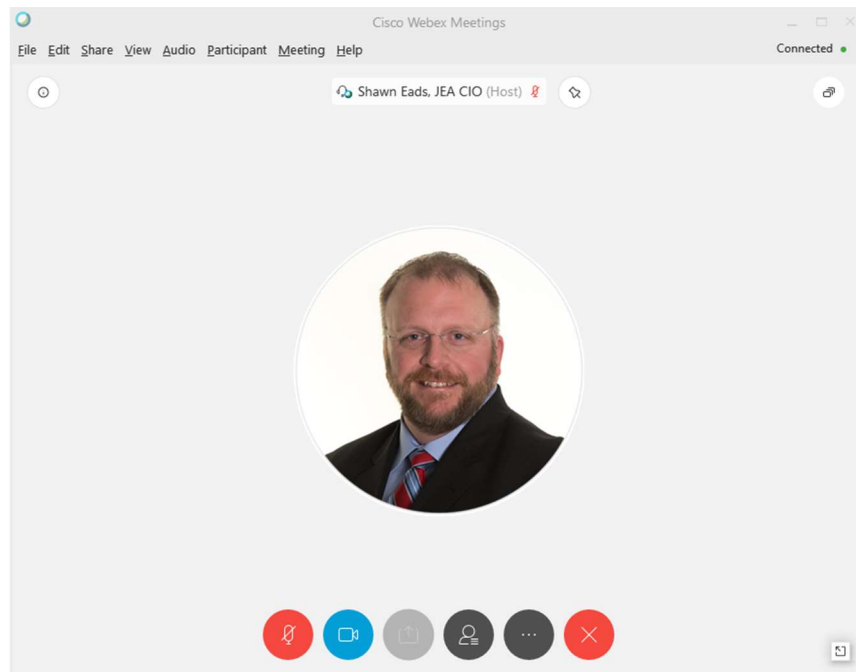 Cisco Webex Meetings
File Edit Share View Audio Participant Meeting Help Connected
Shawn Eads, JEA CIO (Host)